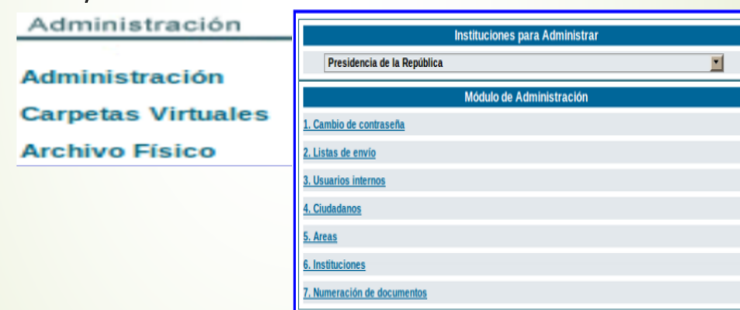 Administración
Administración
Carpetas Virtuales
Archivo Físico
Instituciones para Administrar
Presidencia de la República
Módulo de Administración
1. Cambio de contraseña
2. Listas de envío
3. Usuarios internos
4. Ciudadanos
5. Areas
6. Instituciones
7. Numeración de documentos